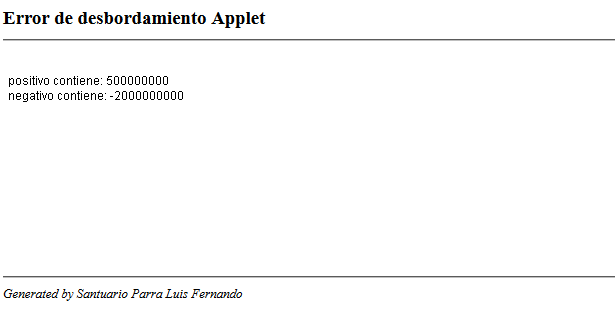 Error de desbordamiento Applet
positivo contiene: 500000000
negativo contiene: -2000000000
Generated by Santuario Parra Luis Fernando